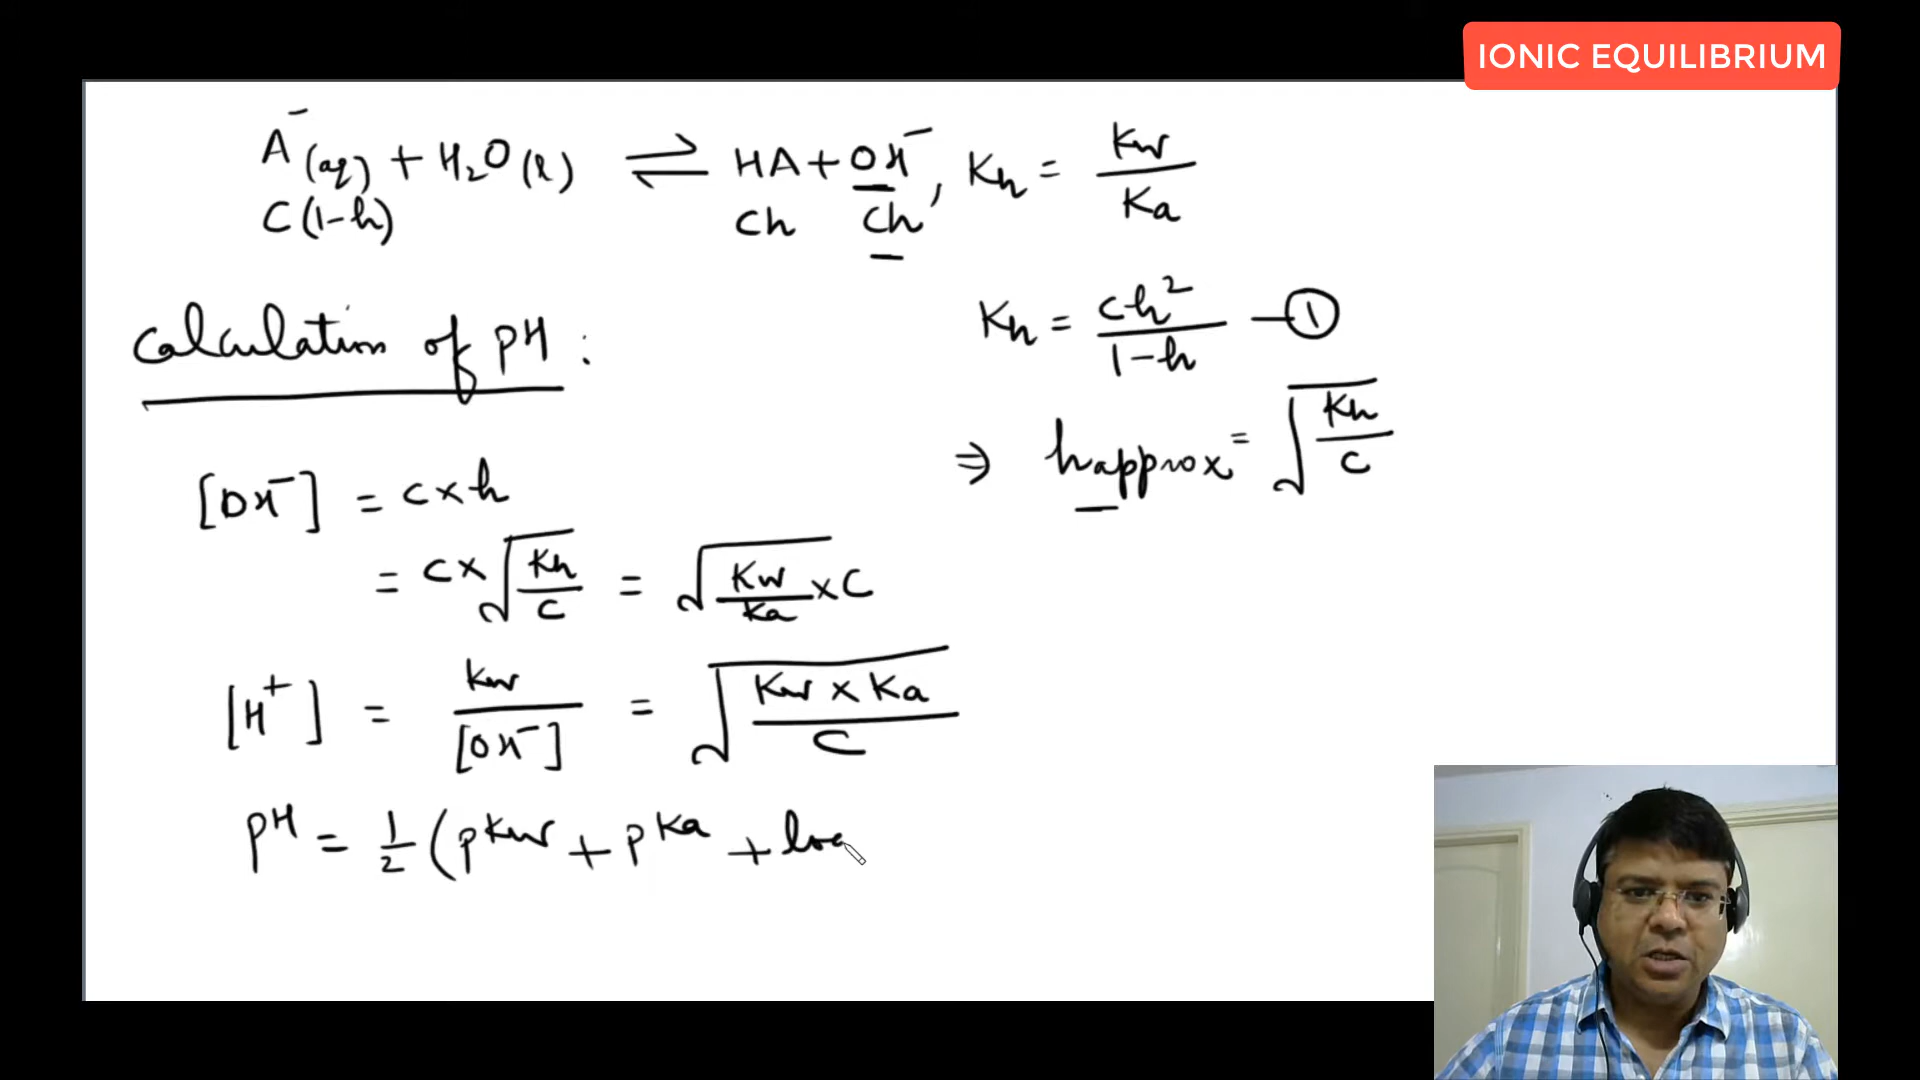 IONIC EQUILIBRIUM
A⁻(aq) + H₂O(l) ⇌ HA + OH⁻, Kh = Kw/Ka
C(1-h) Ch Ch
Kh = Ch²/(1-h) — ①
Calculation of pH :
⇒ happrox = √(Kh/C)
[OH⁻] = C×h
= C×√(Kh/C) = √(Kw/Ka × C)
[H⁺] = Kw/[OH⁻] = √(Kw × Ka/C)
pH = 1/2 (pKw + pKa + log